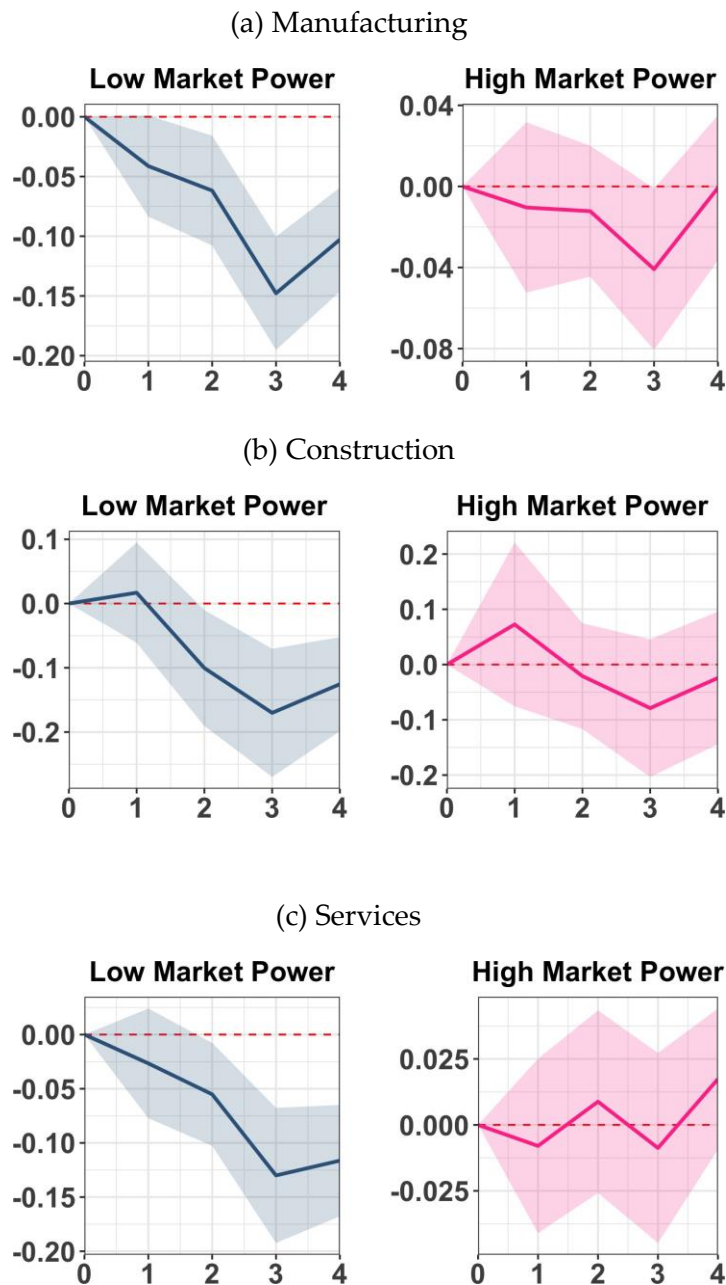 (a) Manufacturing
Low Market Power
High Market Power
0.00
-0.05
-0.10
-0.15
-0.20
0 1 2 3 4
0.04
0.00
-0.04
-0.08
0 1 2 3 4
(b) Construction
Low Market Power
High Market Power
0.1
0.0
-0.1
-0.2
0 1 2 3 4
0.2
0.1
0.0
-0.1
-0.2
0 1 2 3 4
(c) Services
Low Market Power
High Market Power
0.00
-0.05
-0.10
-0.15
-0.20
0 1 2 3 4
0.025
0.000
-0.025
0 1 2 3 4